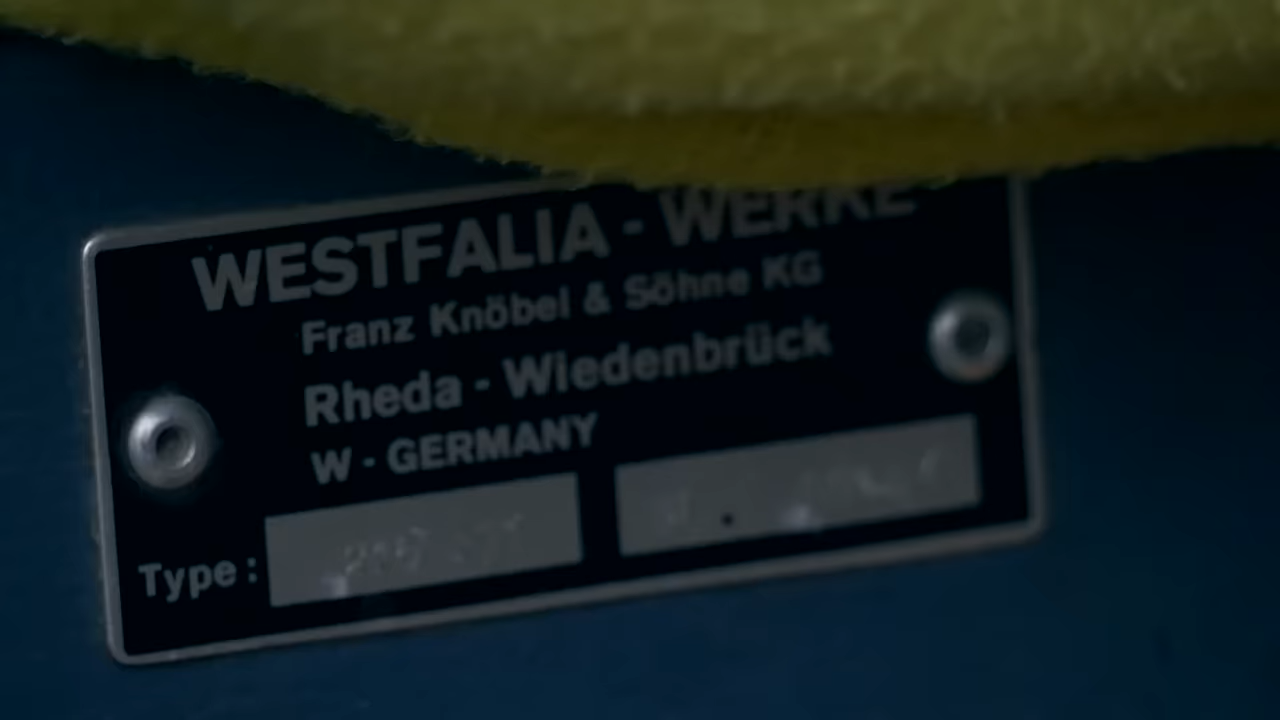 WESTFALIA - WERKE
Franz Knöbel & Söhne KG
Rheda - Wiedenbrück
W - GERMANY
Type: